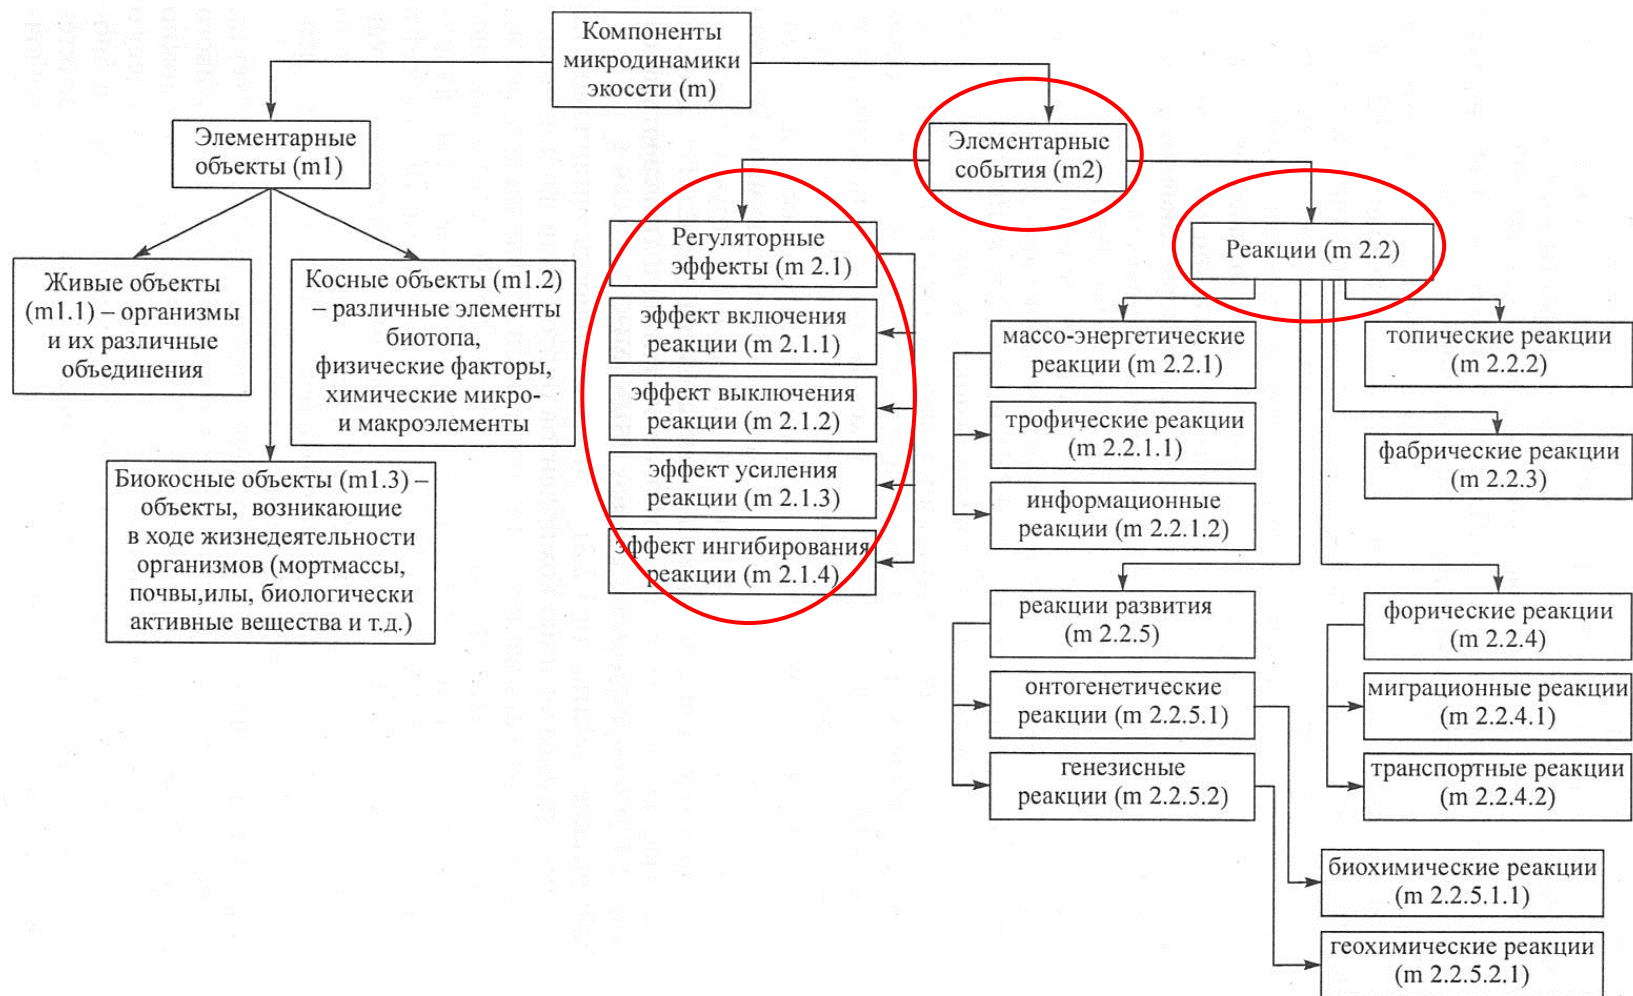 Компоненты
микродинамики
экосети (m)
Элементарные
объекты (m1)
Элементарные
события (m2)
Живые объекты
(m1.1) – организмы
и их различные
объединения
Косные объекты (m1.2)
– различные элементы
биотопа,
физические факторы,
химические микро-
и макроэлементы
Биокосные объекты (m1.3) –
объекты, возникающие
в ходе жизнедеятельности
организмов (мортмассы,
почвы,илы, биологически
активные вещества и т.д.)
Регуляторные
эффекты (m 2.1)
эффект включения
реакции (m 2.1.1)
эффект выключения
реакции (m 2.1.2)
эффект усиления
реакции (m 2.1.3)
эффект ингибирования
реакции (m 2.1.4)
Реакции (m 2.2)
массо-энергетические
реакции (m 2.2.1)
трофические реакции
(m 2.2.1.1)
информационные
реакции (m 2.2.1.2)
топические реакции
(m 2.2.2)
фабрические реакции
(m 2.2.3)
реакции развития
(m 2.2.5)
онтогенетические
реакции (m 2.2.5.1)
генезисные
реакции (m 2.2.5.2)
форические реакции
(m 2.2.4)
миграционные реакции
(m 2.2.4.1)
транспортные реакции
(m 2.2.4.2)
биохимические реакции
(m 2.2.5.1.1)
геохимические реакции
(m 2.2.5.2.1)